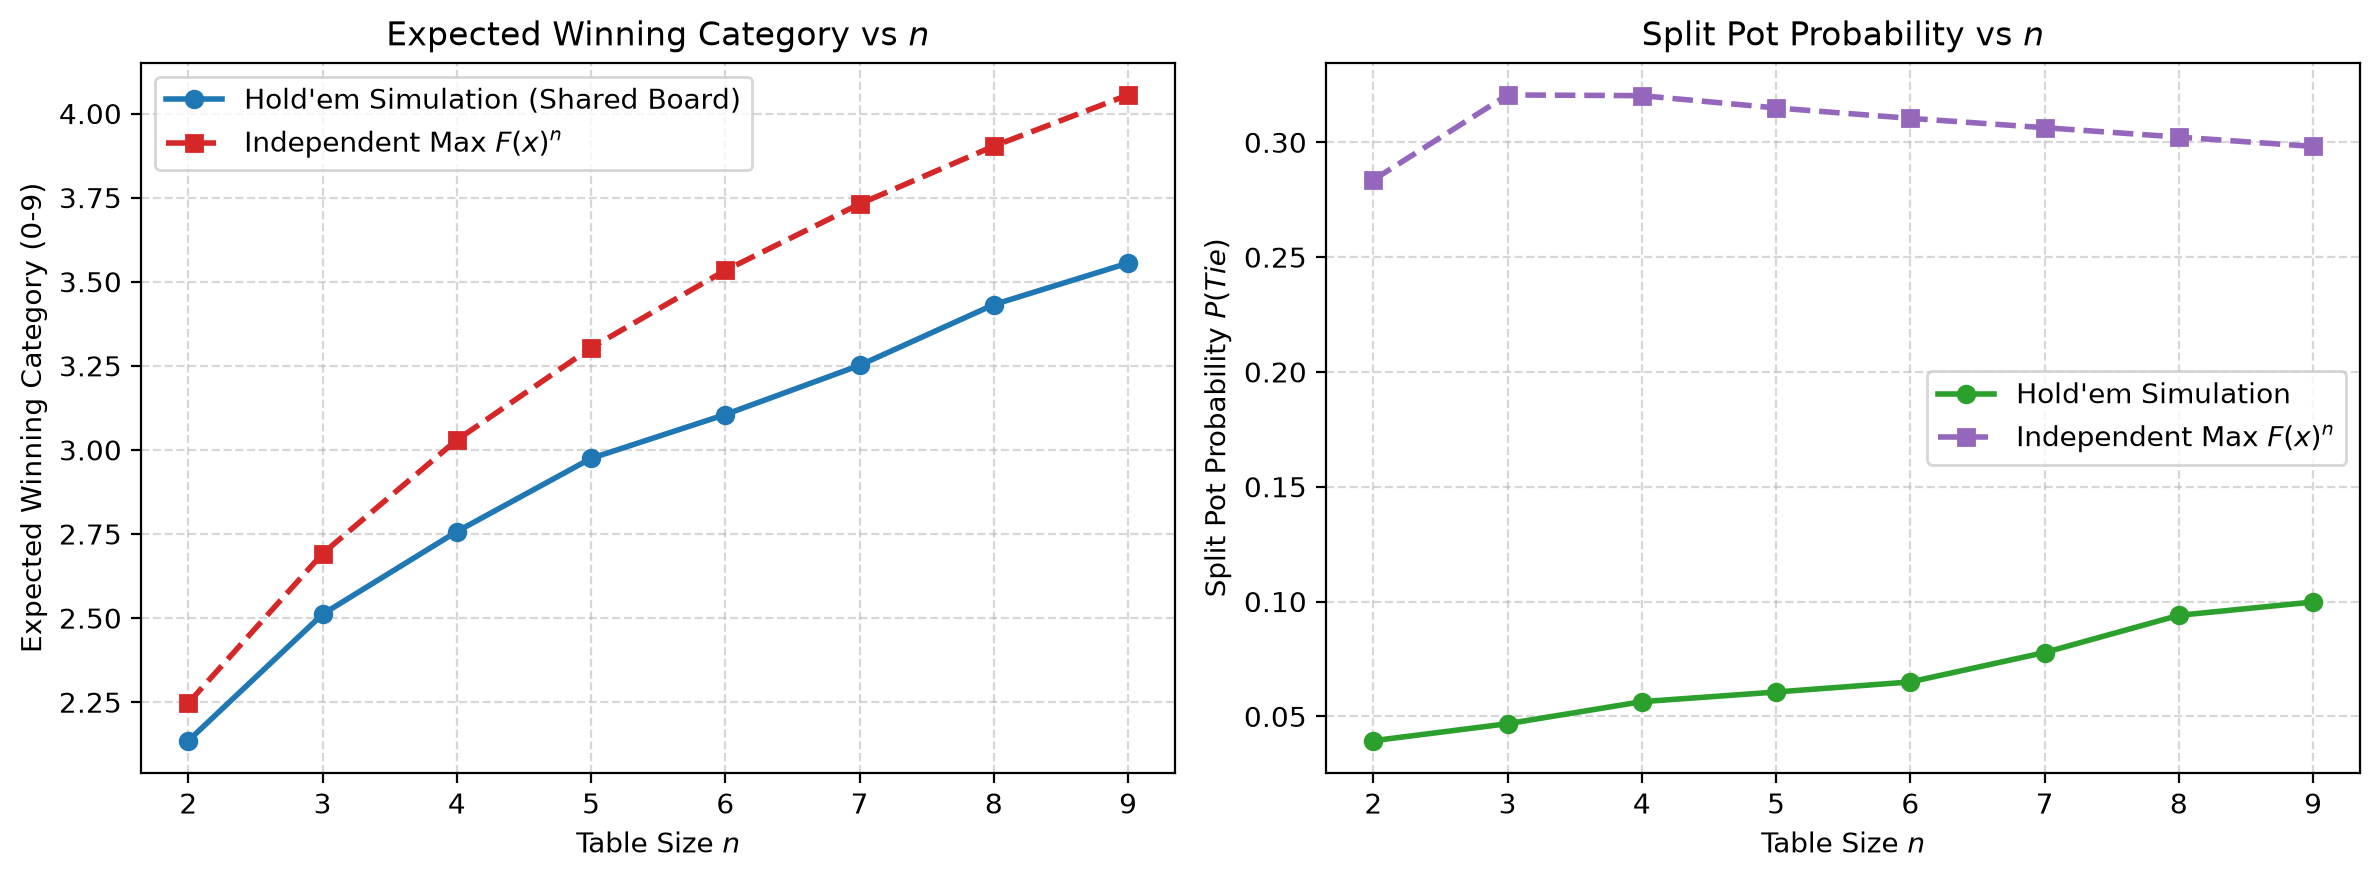 Expected Winning Category vs n
Hold'em Simulation (Shared Board)
Independent Max F(x)ⁿ
Expected Winning Category (0-9)
4.00
3.75
3.50
3.25
3.00
2.75
2.50
2.25
2 3 4 5 6 7 8 9
Table Size n
Split Pot Probability vs n
Split Pot Probability P(Tie)
0.30
0.25
0.20
0.15
0.10
0.05
Hold'em Simulation
Independent Max F(x)ⁿ
2 3 4 5 6 7 8 9
Table Size n